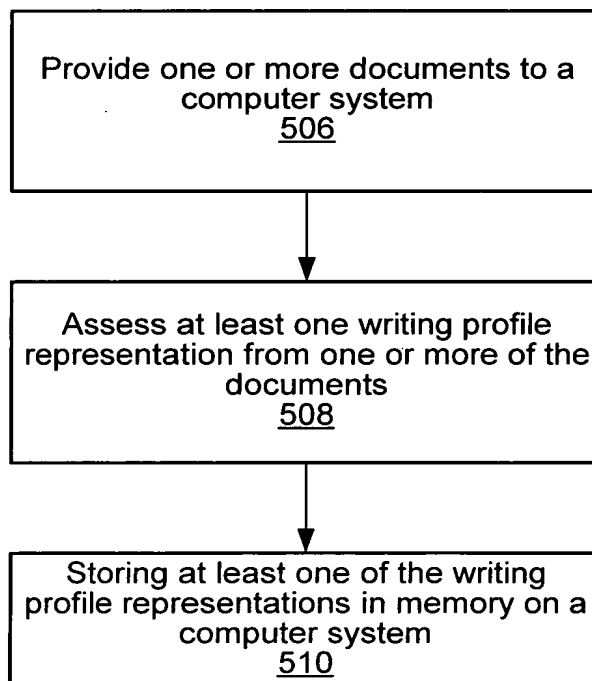 Provide one or more documents to a
computer system
506
Assess at least one writing profile
representation from one or more of the
documents
508
Storing at least one of the writing
profile representations in memory on a
computer system
510